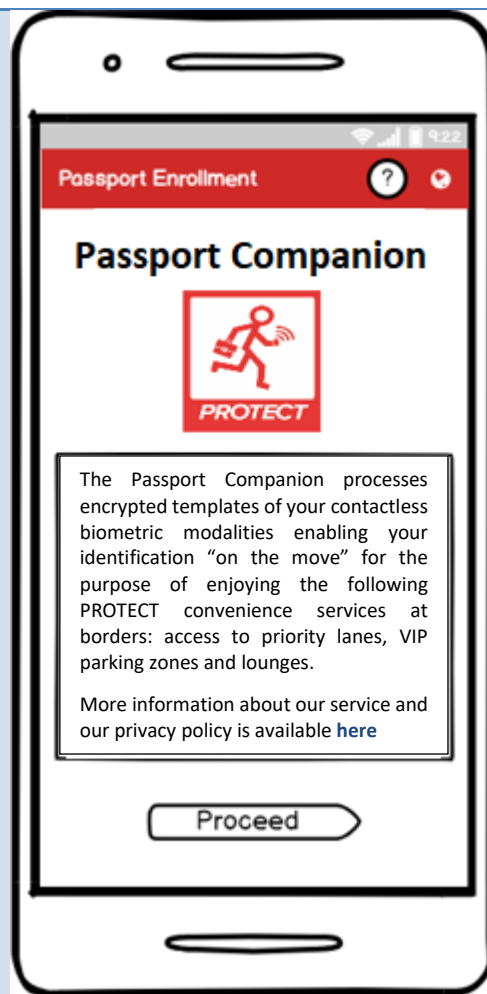 9:22
Passport Enrollment
?
Passport Companion
PROTECT
The Passport Companion processes
encrypted templates of your contactless
biometric modalities enabling your
identification “on the move” for the
purpose of enjoying the following
PROTECT convenience services at
borders: access to priority lanes, VIP
parking zones and lounges.
More information about our service and
our privacy policy is available here
Proceed